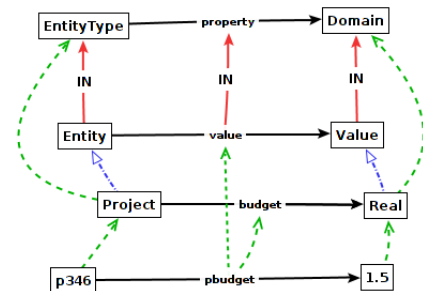 EntityType property Domain
IN IN IN
Entity value Value
Project budget Real
p346 pbudget 1.5